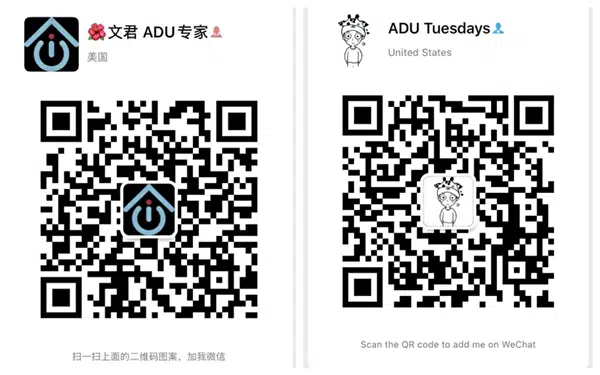 文君 ADU专家
美国
扫一扫上面的二维码图案，加我微信
ADU Tuesdays
United States
Scan the QR code to add me on WeChat